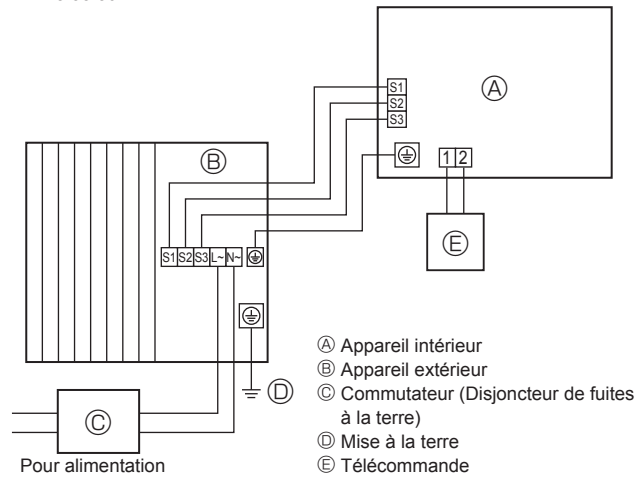 S1
S2
S3
Ⓐ
1 2
Ⓔ
Ⓑ
S1 S2 S3 L~ N~
Ⓓ
Ⓒ
Pour alimentation
Ⓐ Appareil intérieur
Ⓑ Appareil extérieur
Ⓒ Commutateur (Disjoncteur de fuites
à la terre)
Ⓓ Mise à la terre
Ⓔ Télécommande